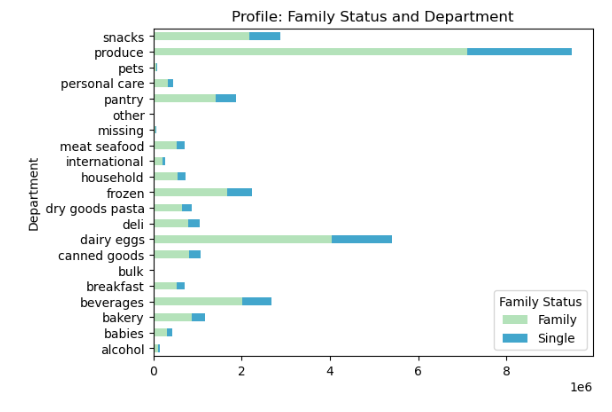 Profile: Family Status and Department
snacks
produce
pets
personal care
pantry
other
missing
meat seafood
international
household
frozen
dry goods pasta
deli
dairy eggs
canned goods
bulk
breakfast
beverages
bakery
babies
alcohol
Department
Family Status
Family
Single
0 2 4 6 8
1e6